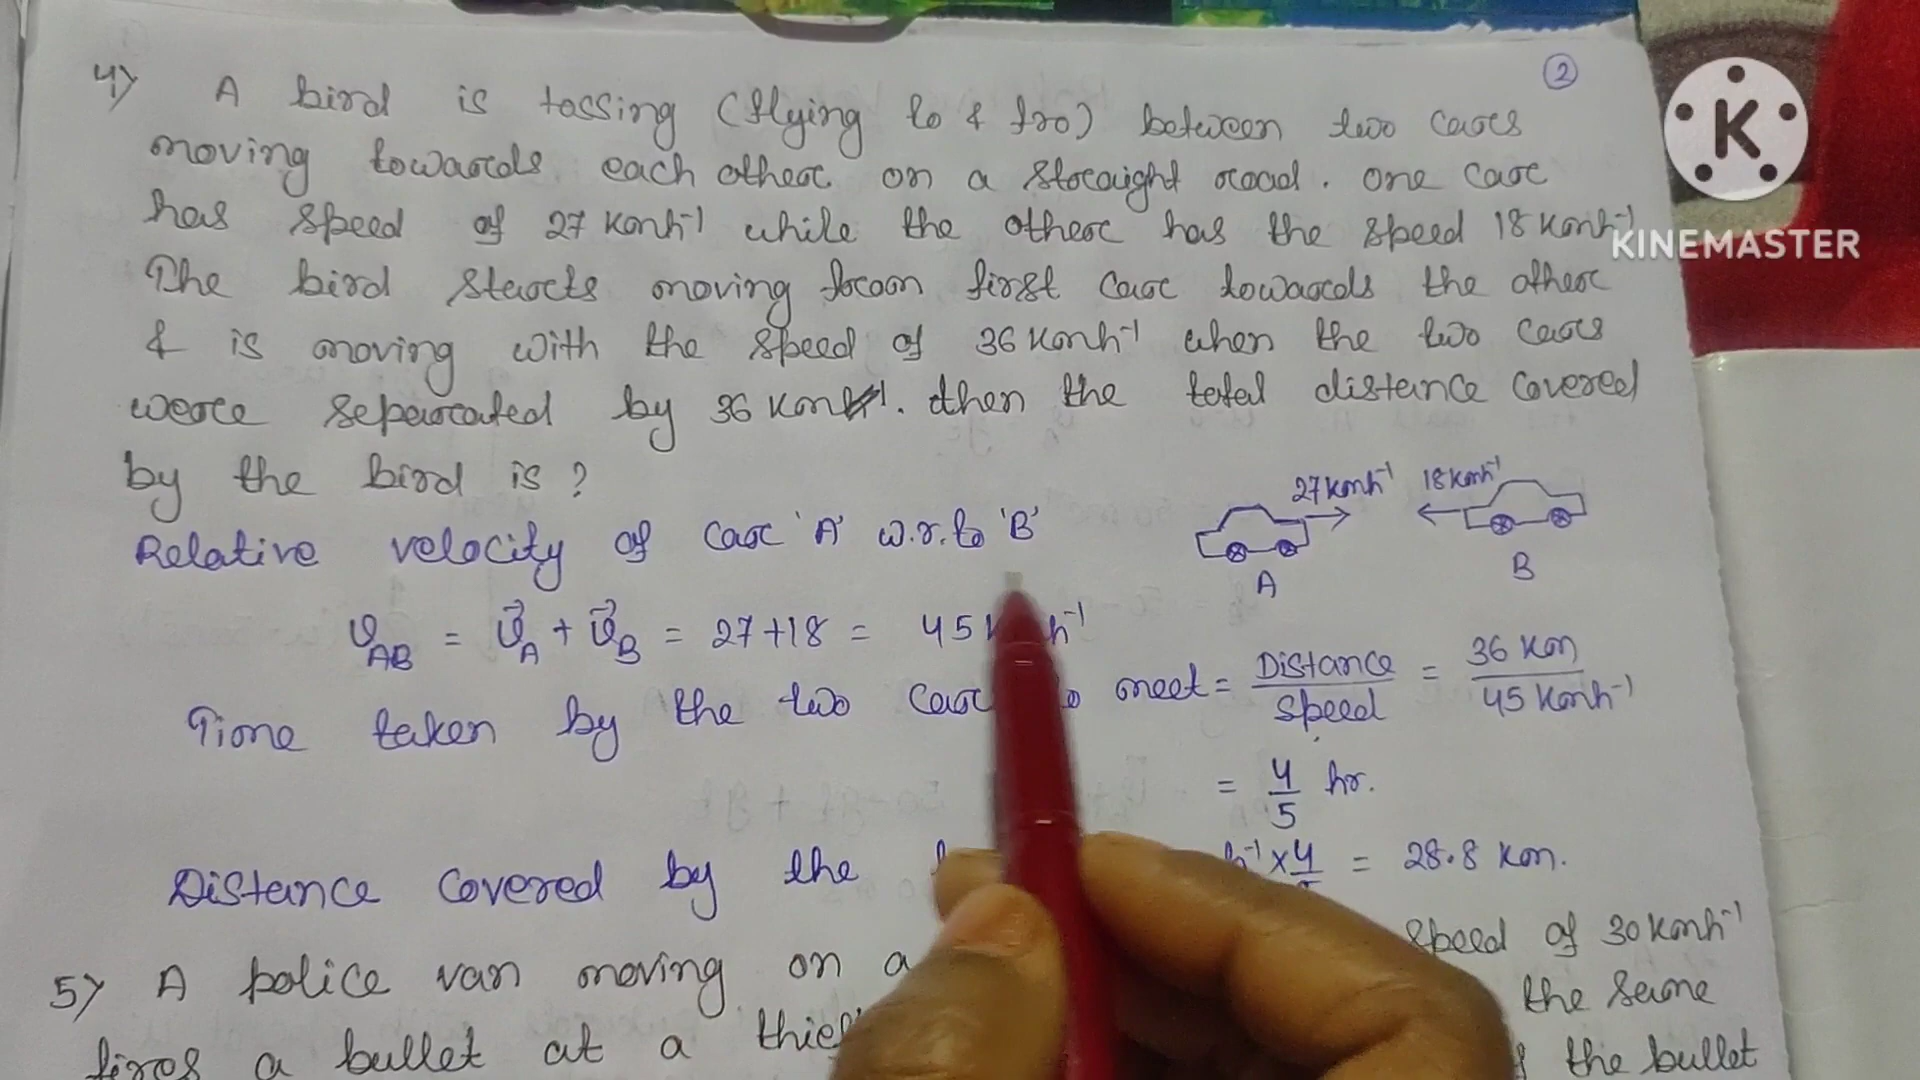 ②
4) A bird is tossing (flying to & fro) between two cars
moving towards each other on a straight road. One car
has speed of 27 Kmh⁻¹ while the other has the speed 18 Kmh⁻¹
The bird starts moving from first car towards the other
& is moving with the speed of 36 Kmh⁻¹ when the two cars
were separated by 36 Km. then the total distance covered
by the bird is?
27 Kmh⁻¹ 18 Kmh⁻¹
A B
Relative velocity of car 'A' w.r.to 'B'
V_AB = V⃗_A + V⃗_B = 27+18 = 45 h⁻¹
Time taken by the two car meet = Distance/Speed = 36 Km/45 Kmh⁻¹
= 4/5 hr.
Distance covered by the h⁻¹ × 4 = 28.8 Km.
5) A police van moving on a speed of 30 Kmh⁻¹
fires a bullet at a thief the same
the bullet
K
KINEMASTER